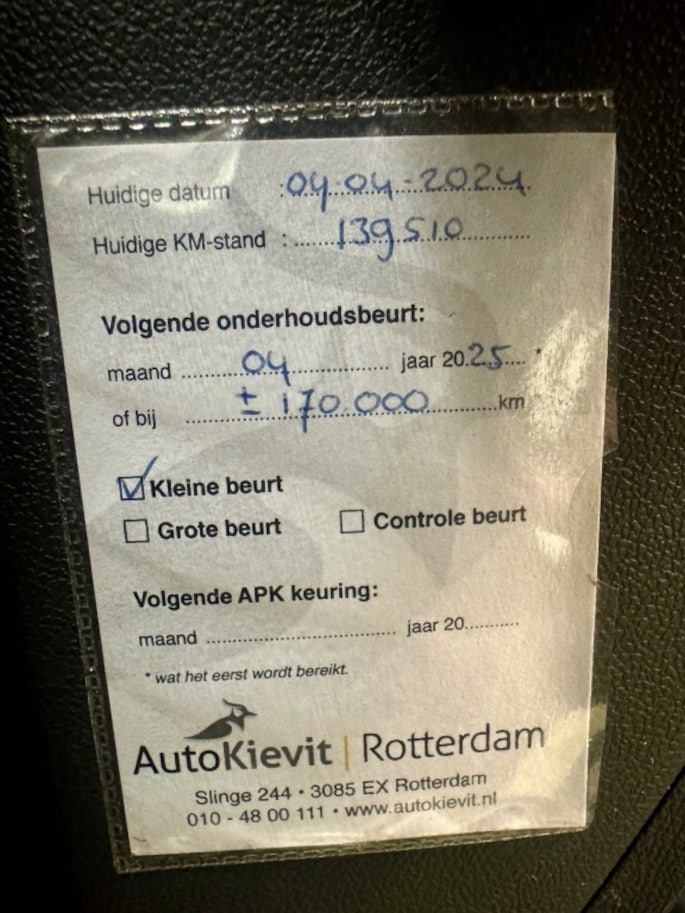 Huidige datum :04-04-2024
Huidige KM-stand : 139510
Volgende onderhoudsbeurt:
maand 04 jaar 2025 *
of bij ± 170.000 km
☑ Kleine beurt
☐ Grote beurt ☐ Controle beurt
Volgende APK keuring:
maand .................................... jaar 20..........
* wat het eerst wordt bereikt.
AutoKievit | Rotterdam
Slinge 244 • 3085 EX Rotterdam
010 - 48 00 111 • www.autokievit.nl